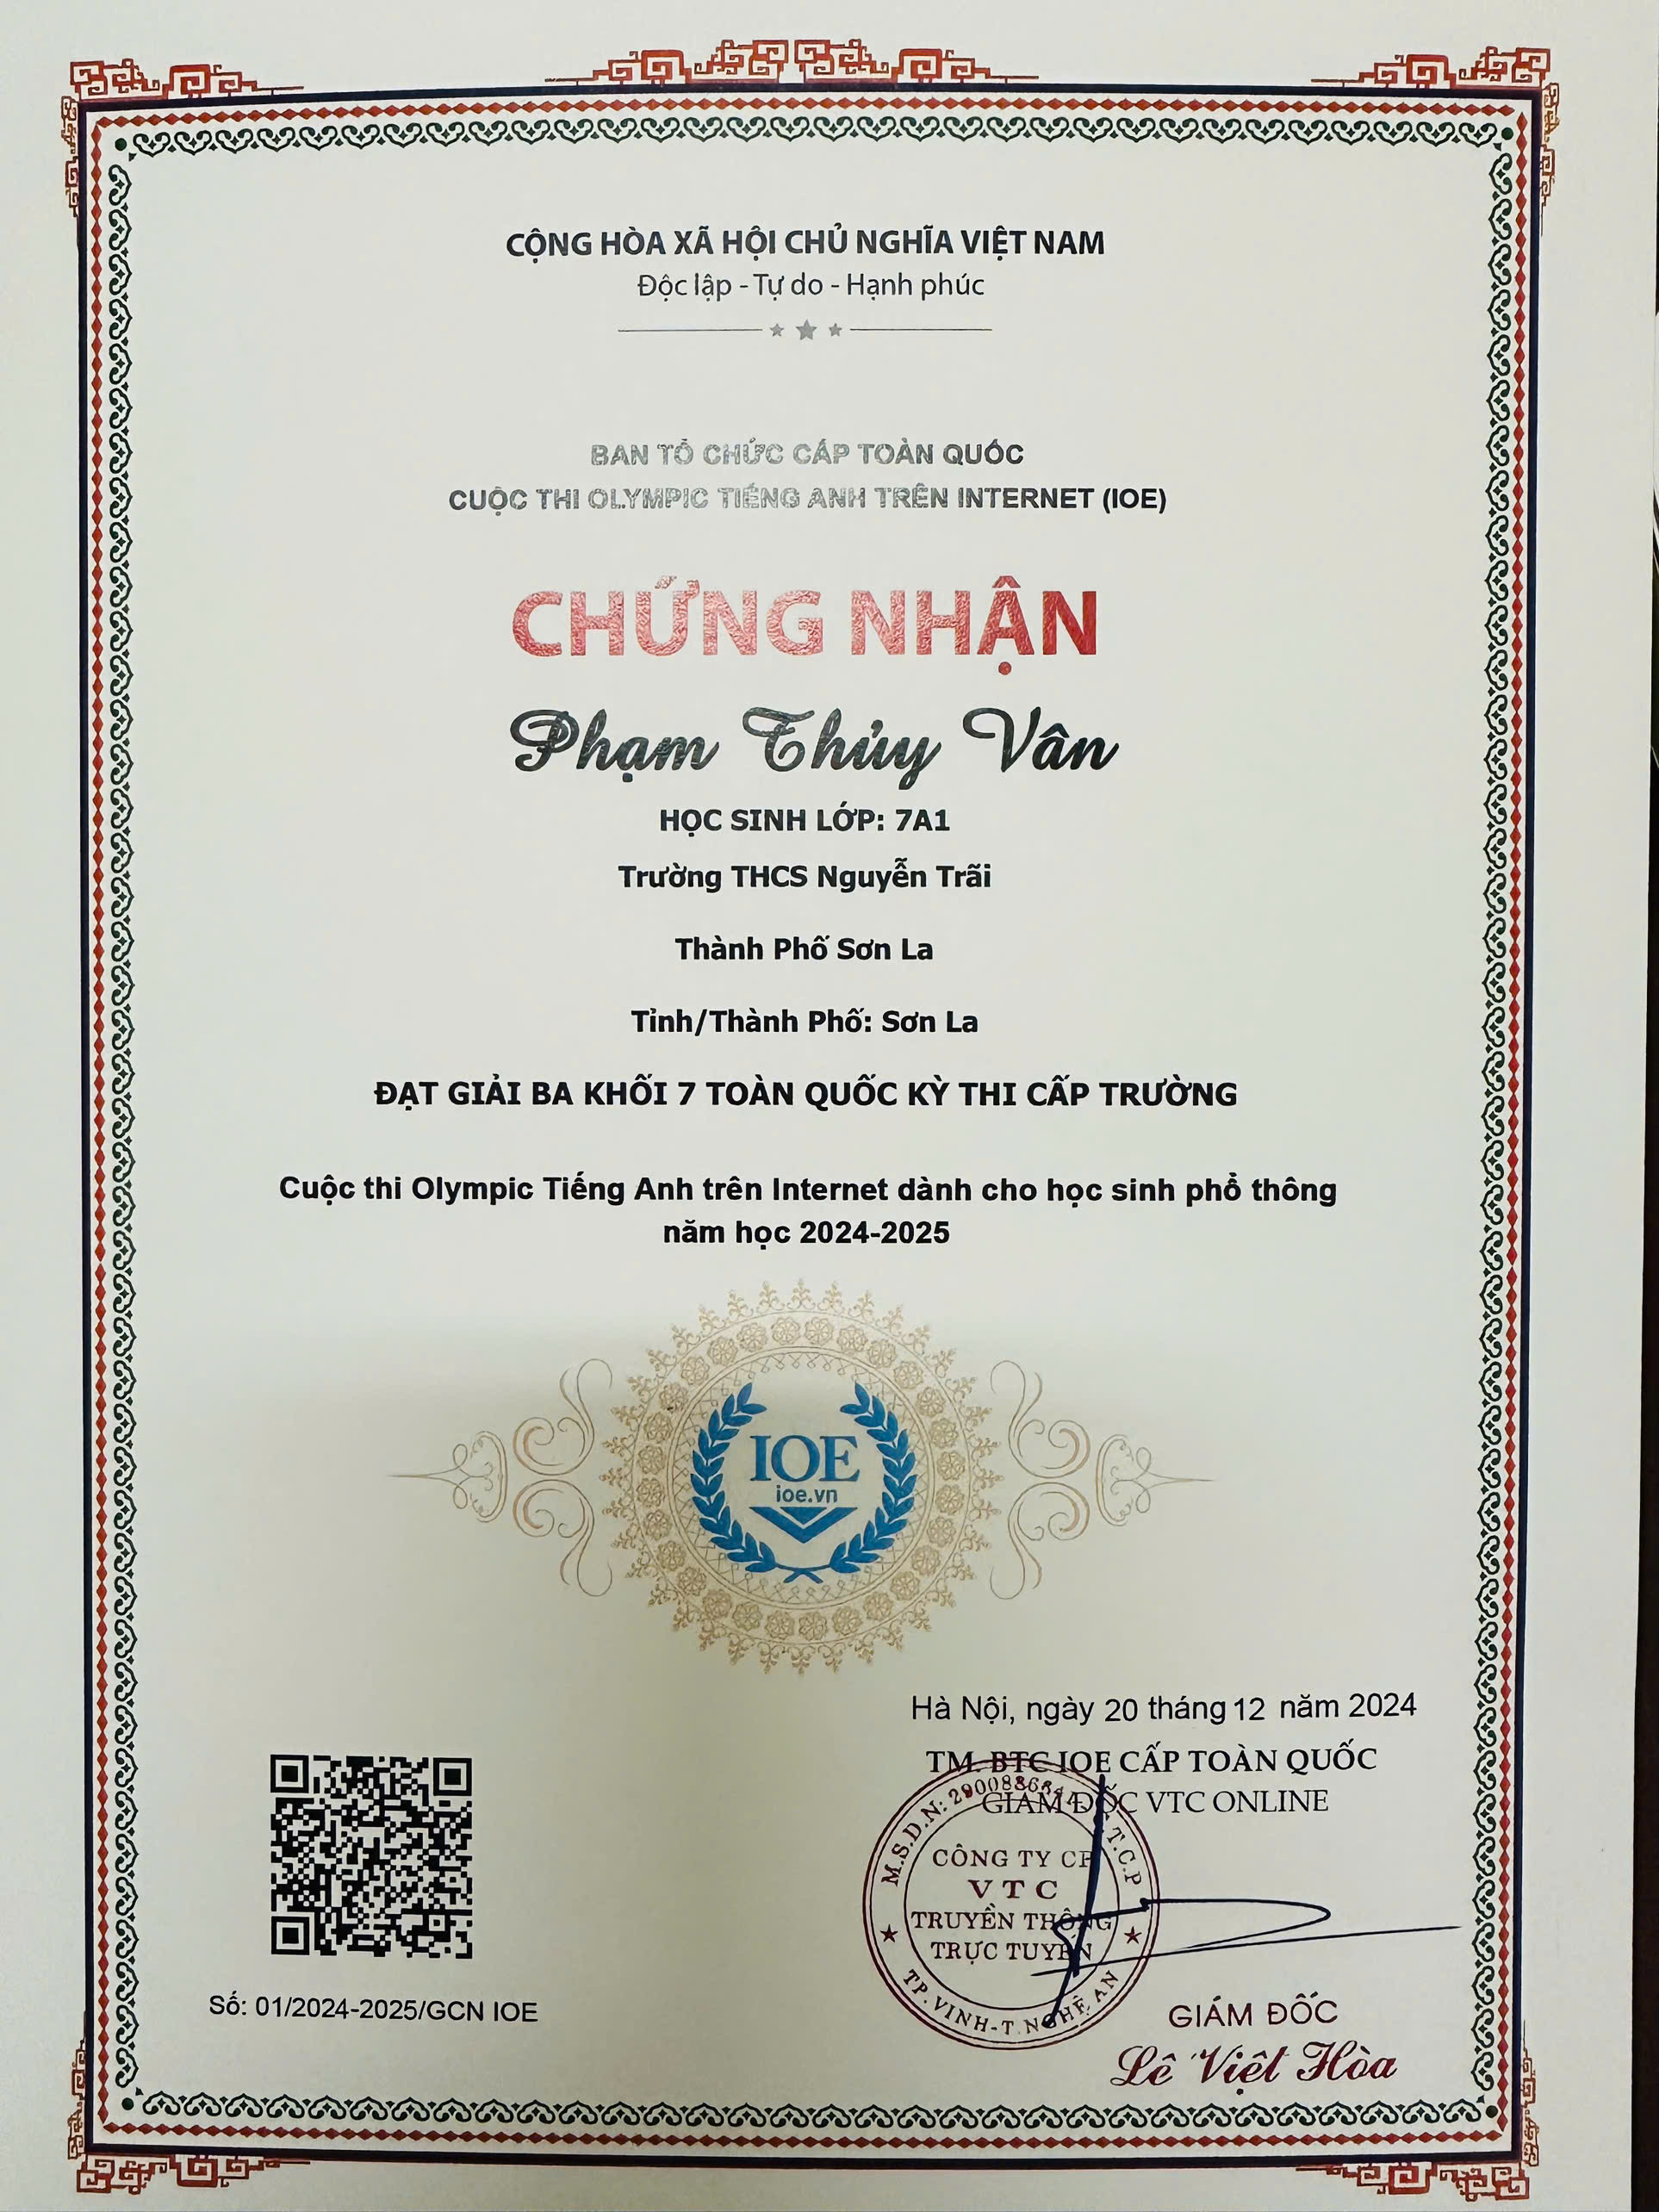 CỘNG HÒA XÃ HỘI CHỦ NGHĨA VIỆT NAM
Độc lập - Tự do - Hạnh phúc
BAN TỔ CHỨC CẤP TOÀN QUỐC
CUỘC THI OLYMPIC TIẾNG ANH TRÊN INTERNET (IOE)
CHỨNG NHẬN
Phạm Thủy Vân
HỌC SINH LỚP: 7A1
Trường THCS Nguyễn Trãi
Thành Phố Sơn La
Tỉnh/Thành Phố: Sơn La
ĐẠT GIẢI BA KHỐI 7 TOÀN QUỐC KỲ THI CẤP TRƯỜNG
Cuộc thi Olympic Tiếng Anh trên Internet dành cho học sinh phổ thông
năm học 2024-2025
IOE
ioe.vn
Hà Nội, ngày 20 tháng 12 năm 2024
TM. BTC IOE CẤP TOÀN QUỐC
GIÁM ĐỐC VTC ONLINE
M.S.D.N: C.T.C.P
CÔNG TY CP
VTC
TRUYỀN THÔNG
TRỰC TUYẾN
TP. VINH-T. NGHỆ AN
Số: 01/2024-2025/GCN IOE
GIÁM ĐỐC
Lê Việt Hòa